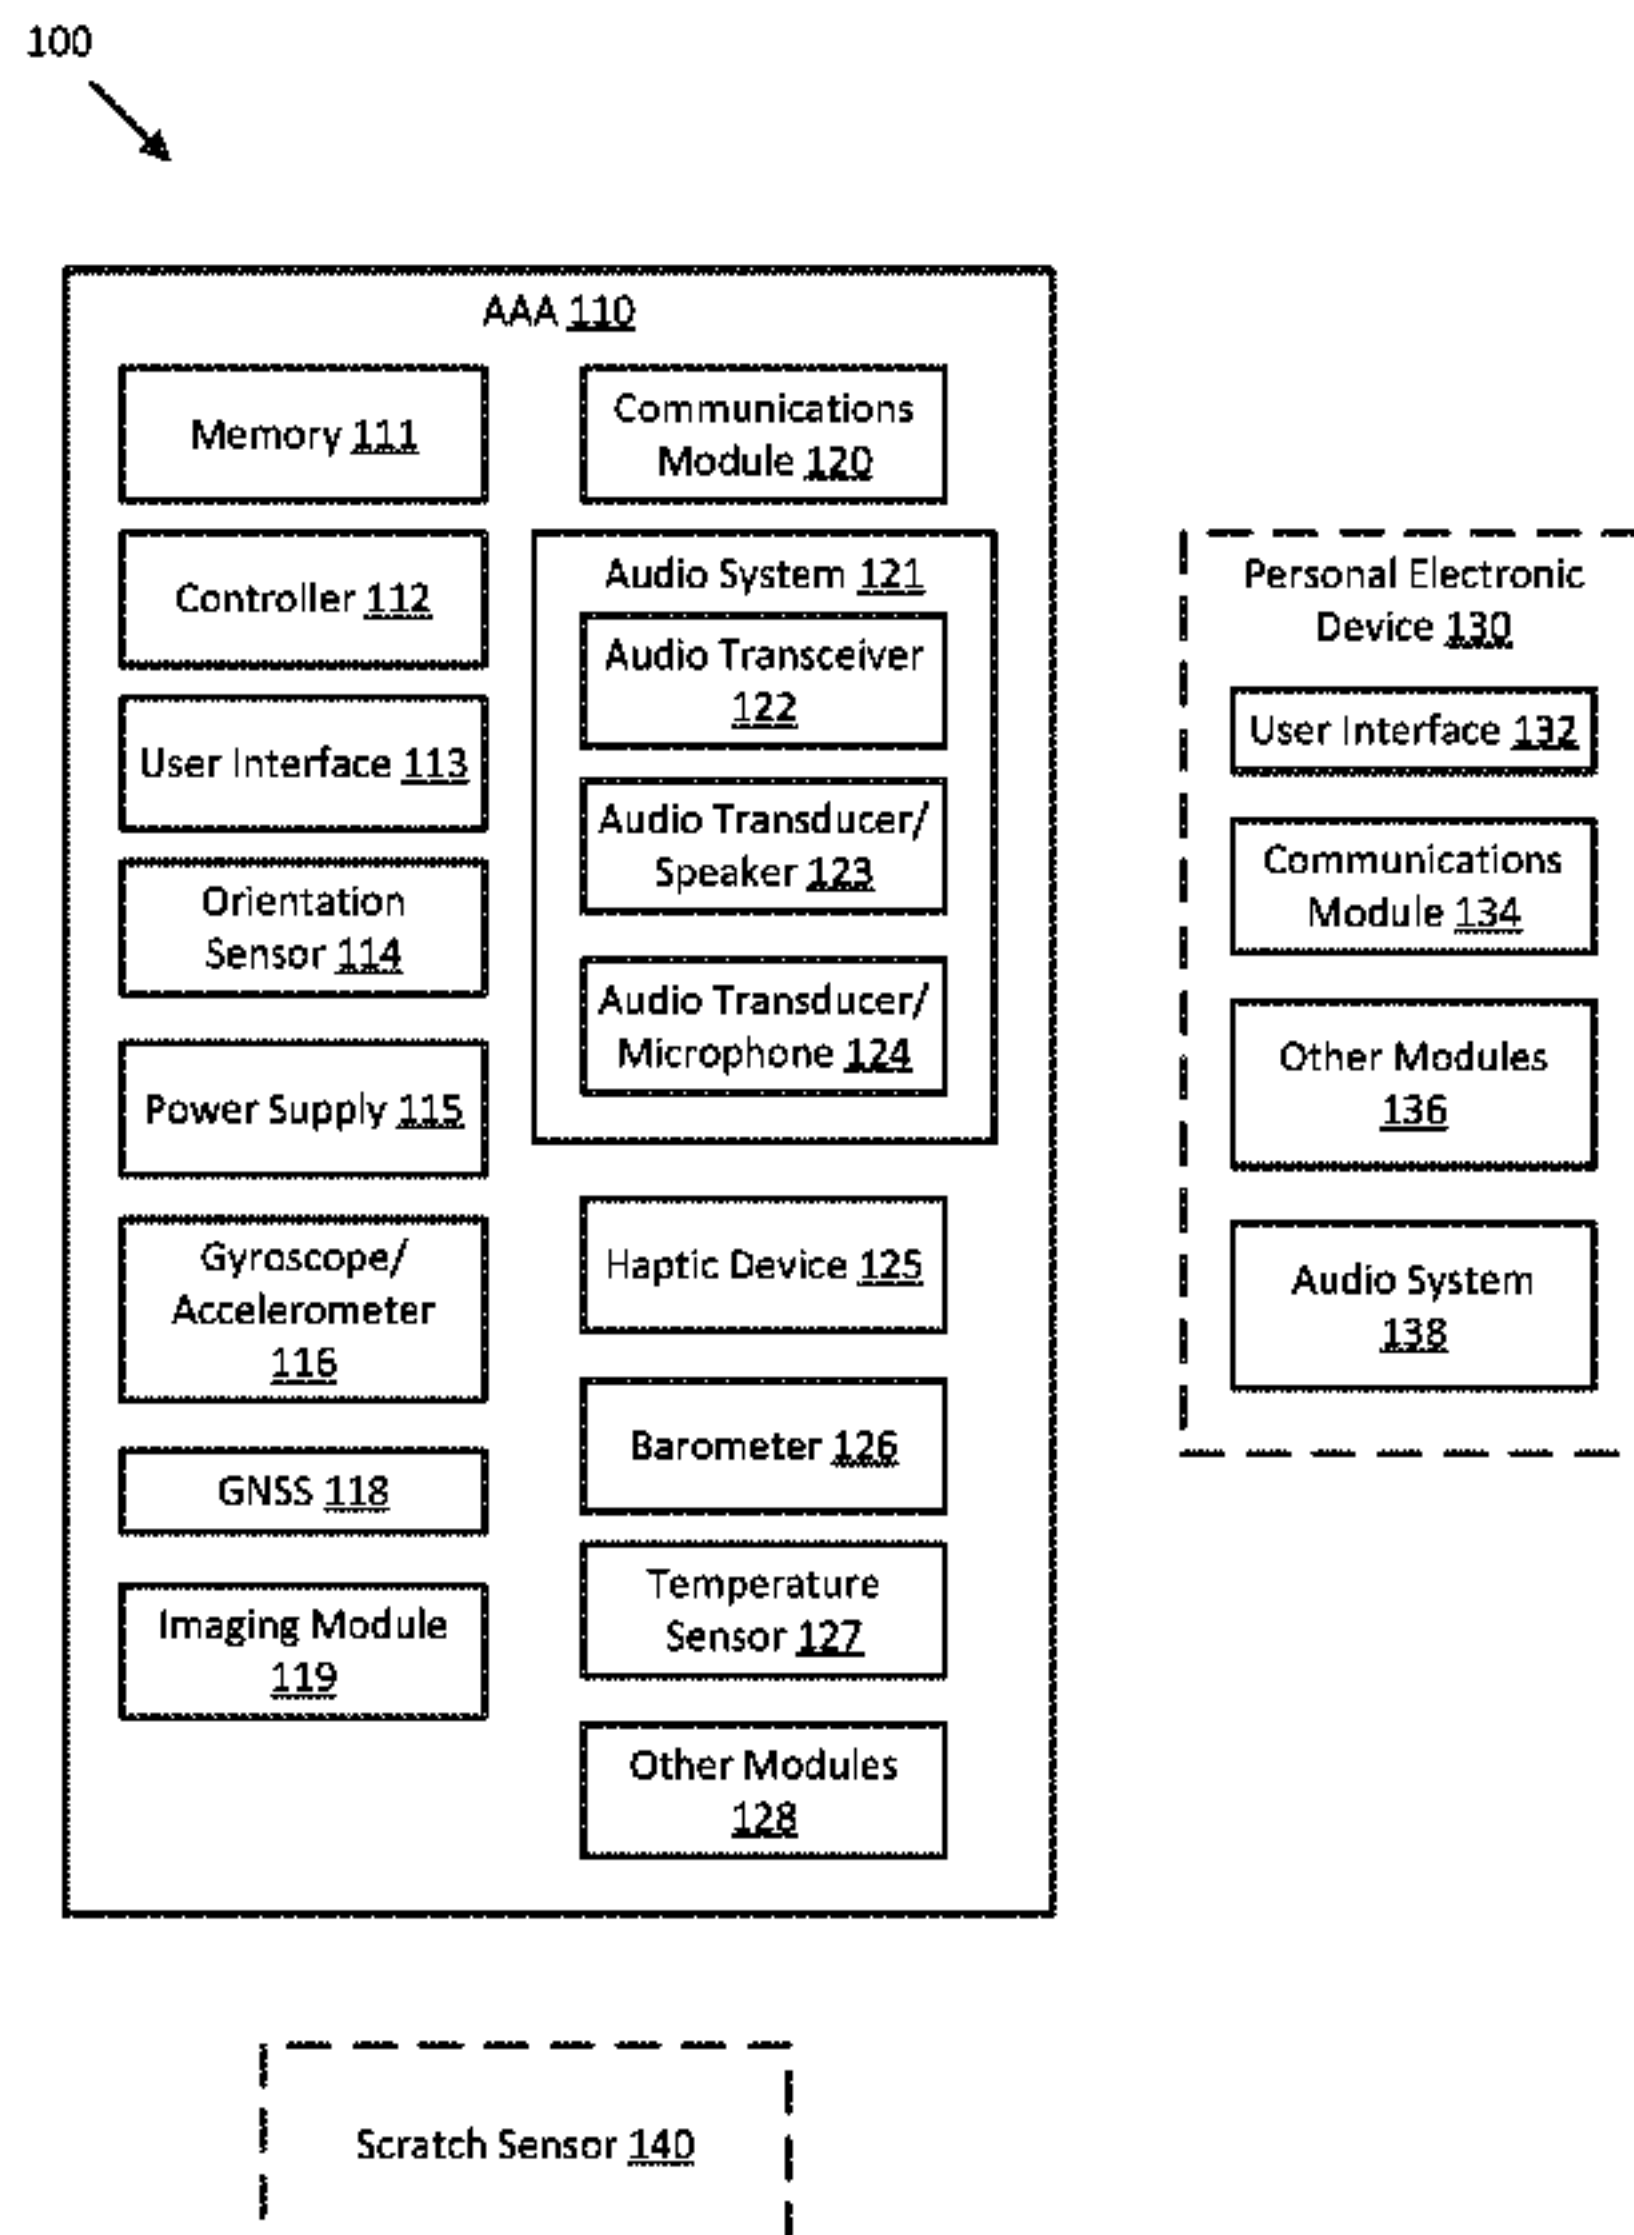 100
AAA 110
Memory 111
Controller 112
User Interface 113
Orientation
Sensor 114
Power Supply 115
Gyroscope/
Accelerometer
116
GNSS 118
Imaging Module
119
Communications
Module 120
Audio System 121
Audio Transceiver
122
Audio Transducer/
Speaker 123
Audio Transducer/
Microphone 124
Haptic Device 125
Barometer 126
Temperature
Sensor 127
Other Modules
128
Personal Electronic
Device 130
User Interface 132
Communications
Module 134
Other Modules
136
Audio System
138
Scratch Sensor 140